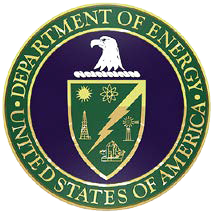 DEPARTMENT OF ENERGY
UNITED STATES OF AMERICA